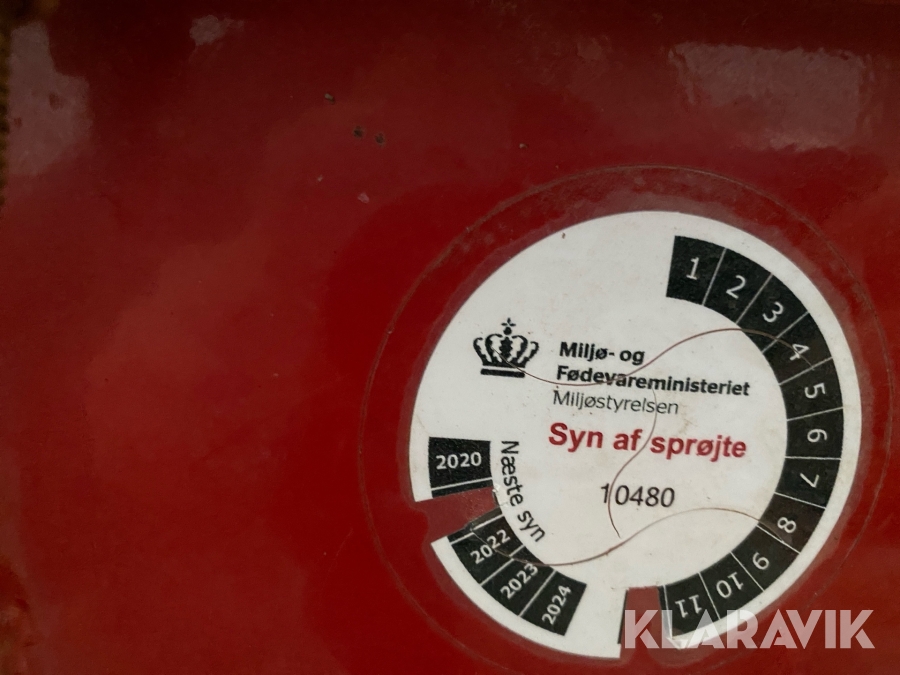 Miljø- og
Fødevareministeriet
Miljøstyrelsen
Syn af sprøjte
10480
Næste syn
2020
2022
2023
2024
1
2
3
4
5
6
7
8
9
10
11
KLARAVIK